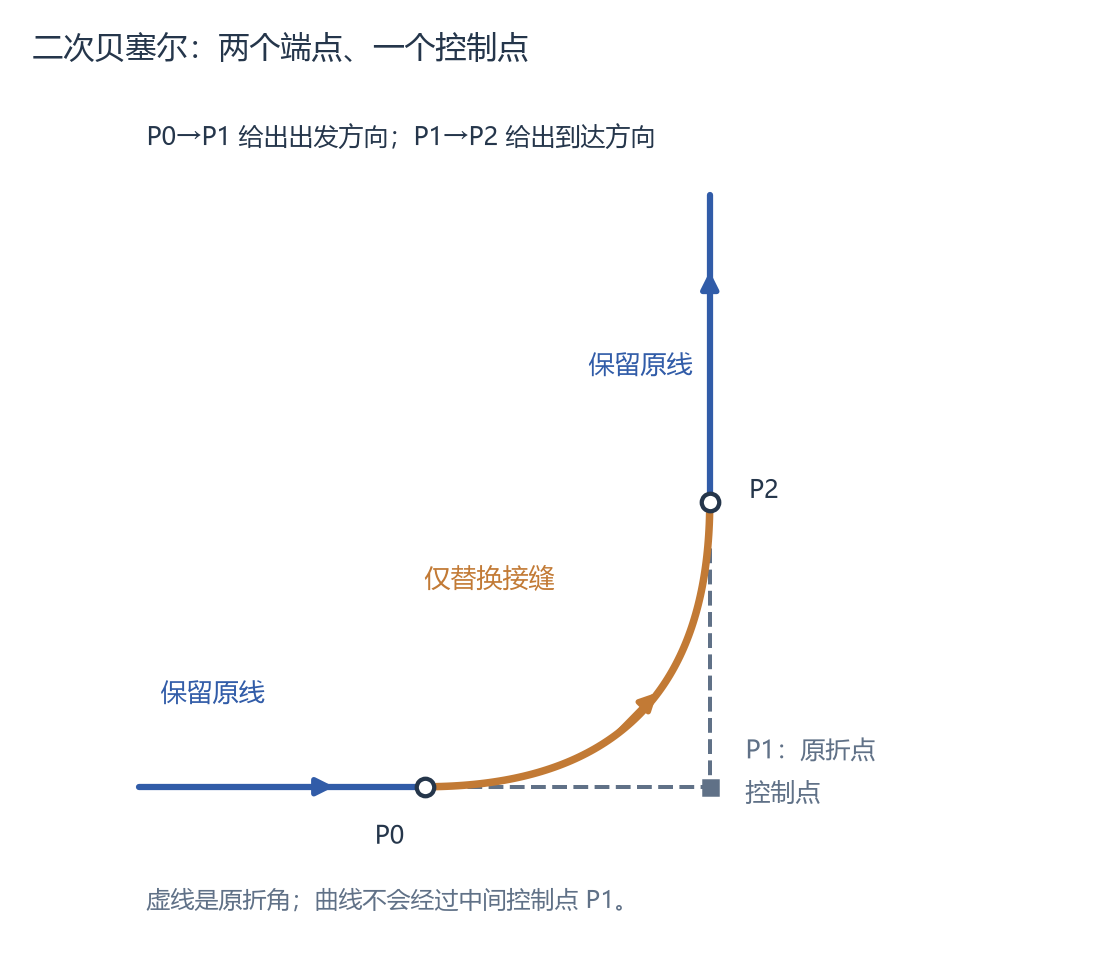 二次贝塞尔：两个端点、一个控制点
P0→P1 给出出发方向；P1→P2 给出到达方向
保留原线
P2
仅替换接缝
保留原线
P1：原折点
控制点
P0
虚线是原折角；曲线不会经过中间控制点 P1。